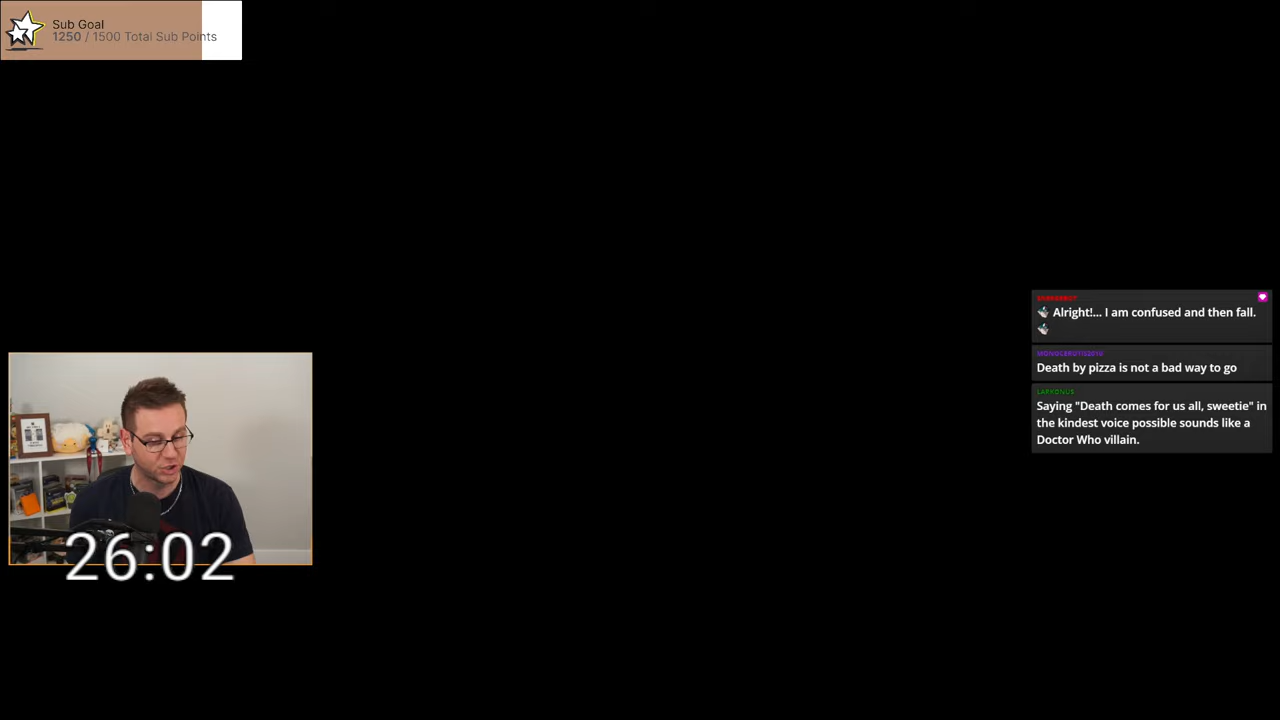 Sub Goal
1250 / 1500 Total Sub Points
Alright!... I am confused and then fall.
Death by pizza is not a bad way to go
LARYONUS
Saying "Death comes for us all, sweetie" in
the kindest voice possible sounds like a
Doctor Who villain.
26:02